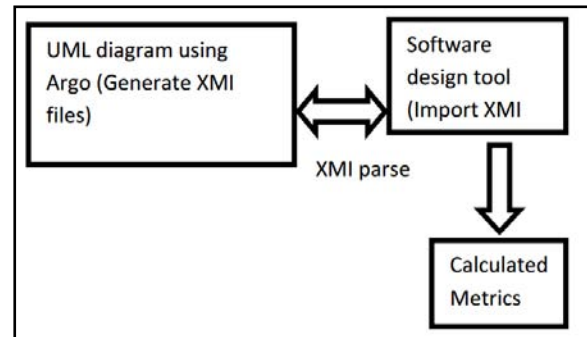 UML diagram using
Argo (Generate XMI
files)
Software
design tool
(Import XMI
XMI parse
Calculated
Metrics